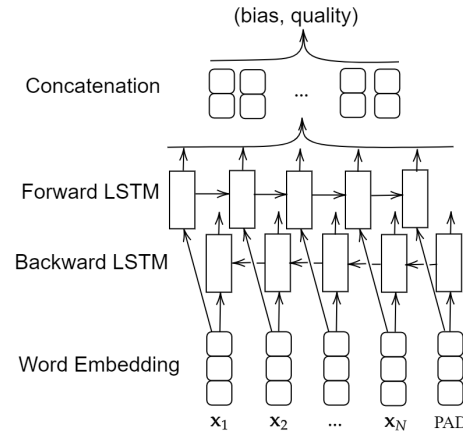 (bias, quality)
Concatenation
...
Forward LSTM
Backward LSTM
Word Embedding
x1 x2 ... xN PAD